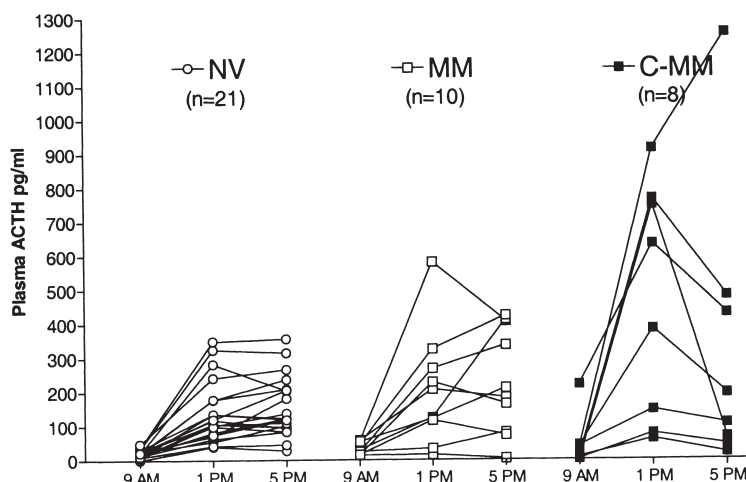 1300
1200
1100
1000
900
800
700
600
500
400
300
200
100
0
Plasma ACTH pg/ml
NV
(n=21)
MM
(n=10)
C-MM
(n=8)
9 AM 1 PM 5 PM 9 AM 1 PM 5 PM 9 AM 1 PM 5 PM